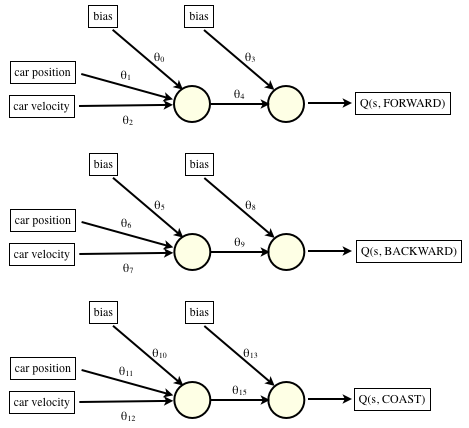 bias
bias
θ0
θ3
car position
θ1
θ4
car velocity
Q(s, FORWARD)
θ2
bias
bias
θ5
θ8
car position
θ6
θ9
car velocity
Q(s, BACKWARD)
θ7
bias
bias
θ10
θ13
car position
θ11
θ15
car velocity
Q(s, COAST)
θ12